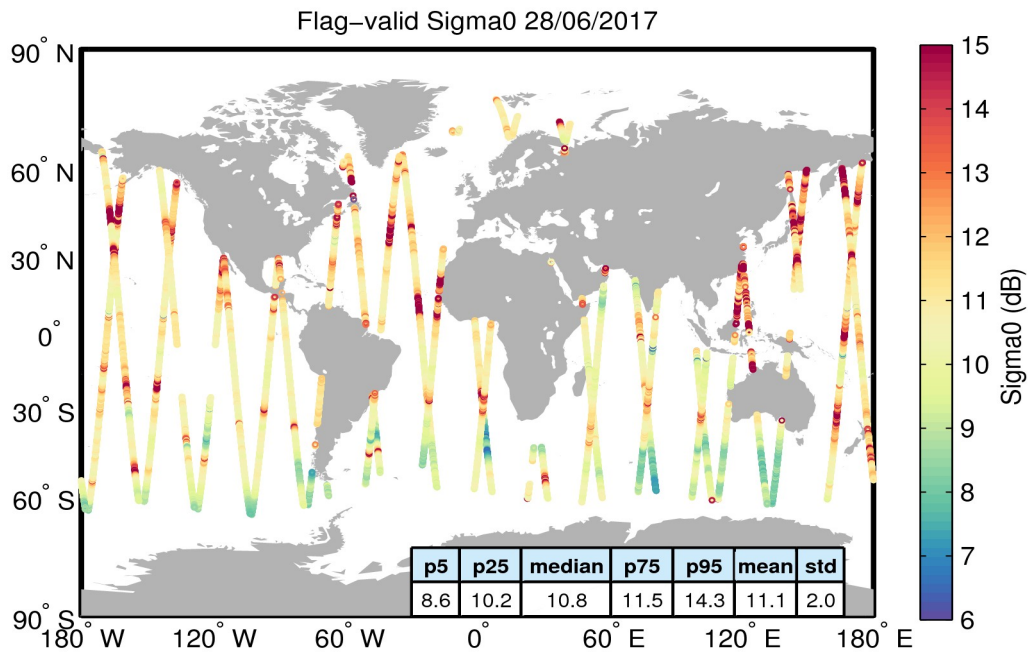 Flag−valid Sigma0 28/06/2017
90° N
60° N
30° N
0°
30° S
60° S
90° S
180° W
120° W
60° W
0°
60° E
120° E
180° E
p5 p25 median p75 p95 mean std
8.6 10.2 10.8 11.5 14.3 11.1 2.0
15
14
13
12
11
10
9
8
7
6
Sigma0 (dB)